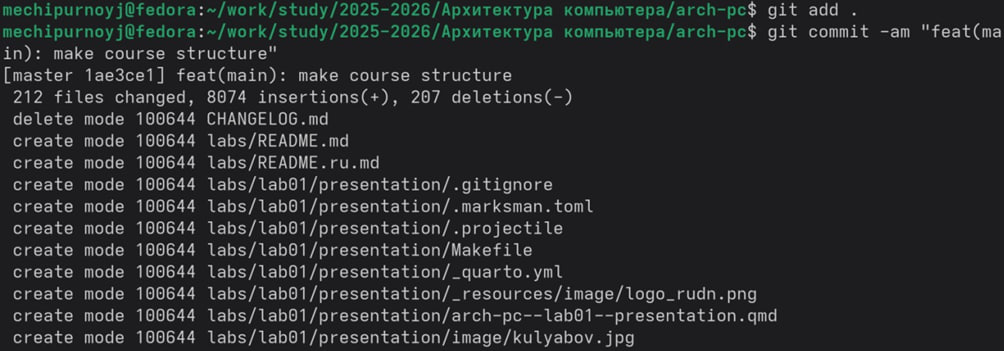 mechipurnoyj@fedora:~/work/study/2025-2026/Архитектура компьютера/arch-pc$ git add .
mechipurnoyj@fedora:~/work/study/2025-2026/Архитектура компьютера/arch-pc$ git commit -am "feat(ma
in): make course structure"
[master 1ae3ce1] feat(main): make course structure
 212 files changed, 8074 insertions(+), 207 deletions(-)
 delete mode 100644 CHANGELOG.md
 create mode 100644 labs/README.md
 create mode 100644 labs/README.ru.md
 create mode 100644 labs/lab01/presentation/.gitignore
 create mode 100644 labs/lab01/presentation/.marksman.toml
 create mode 100644 labs/lab01/presentation/.projectile
 create mode 100644 labs/lab01/presentation/Makefile
 create mode 100644 labs/lab01/presentation/_quarto.yml
 create mode 100644 labs/lab01/presentation/_resources/image/logo_rudn.png
 create mode 100644 labs/lab01/presentation/arch-pc--lab01--presentation.qmd
 create mode 100644 labs/lab01/presentation/image/kulyabov.jpg